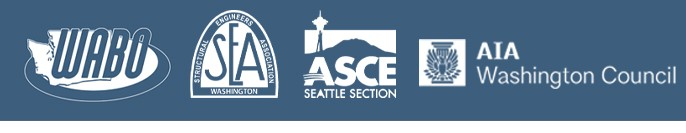 WABO
STRUCTURAL ENGINEERS ASSOCIATION
SEA
WASHINGTON
ASCE
SEATTLE SECTION
AIA
Washington Council